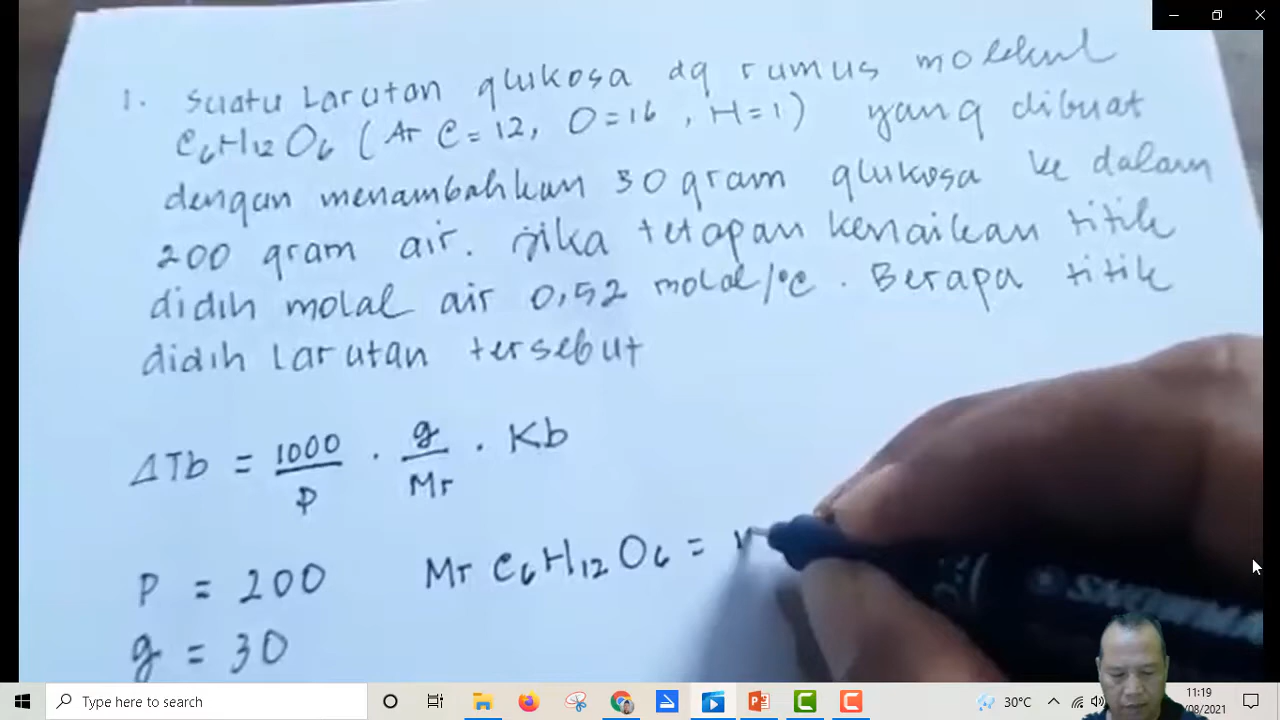 1. Suatu Larutan glukosa dg rumus molekul
C6H12O6 (Ar C=12, O=16, H=1) yang dibuat
dengan menambahkan 30 gram glukosa ke dalam
200 gram air. jika tetapan kenaikan titik
didih molal air 0,52 molal/°C. Berapa titik
didih Larutan tersebut
ΔTb = 1000/P . g/Mr . Kb
P = 200 Mr C6H12O6 =
g = 30
Type here to search
30°C
11:19
/08/2021